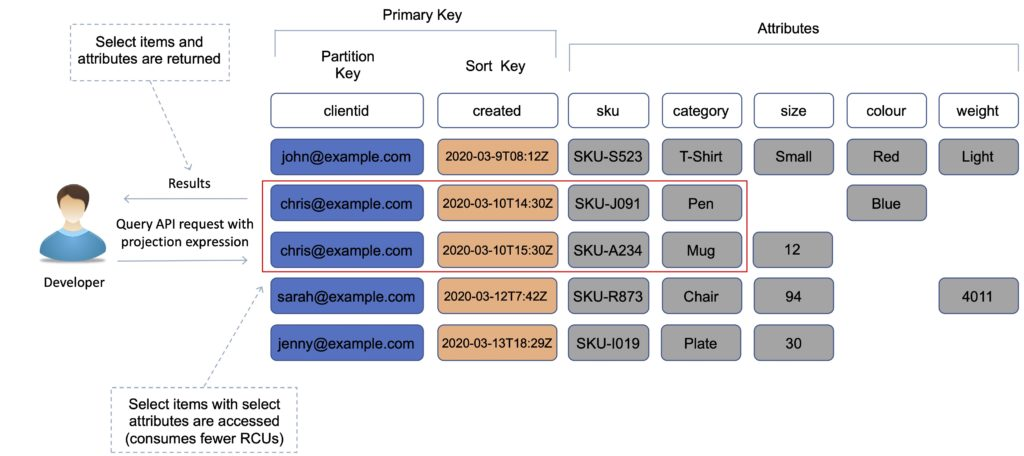 Primary Key
Attributes
Select items and
attributes are returned
Partition
Key
Sort Key
clientid created sku category size colour weight
john@example.com 2020-03-9T08:12Z SKU-S523 T-Shirt Small Red Light
Results
chris@example.com 2020-03-10T14:30Z SKU-J091 Pen Blue
Query API request with
projection expression
chris@example.com 2020-03-10T15:30Z SKU-A234 Mug 12
Developer
sarah@example.com 2020-03-12T7:42Z SKU-R873 Chair 94 4011
jenny@example.com 2020-03-13T18:29Z SKU-I019 Plate 30
Select items with select
attributes are accessed
(consumes fewer RCUs)